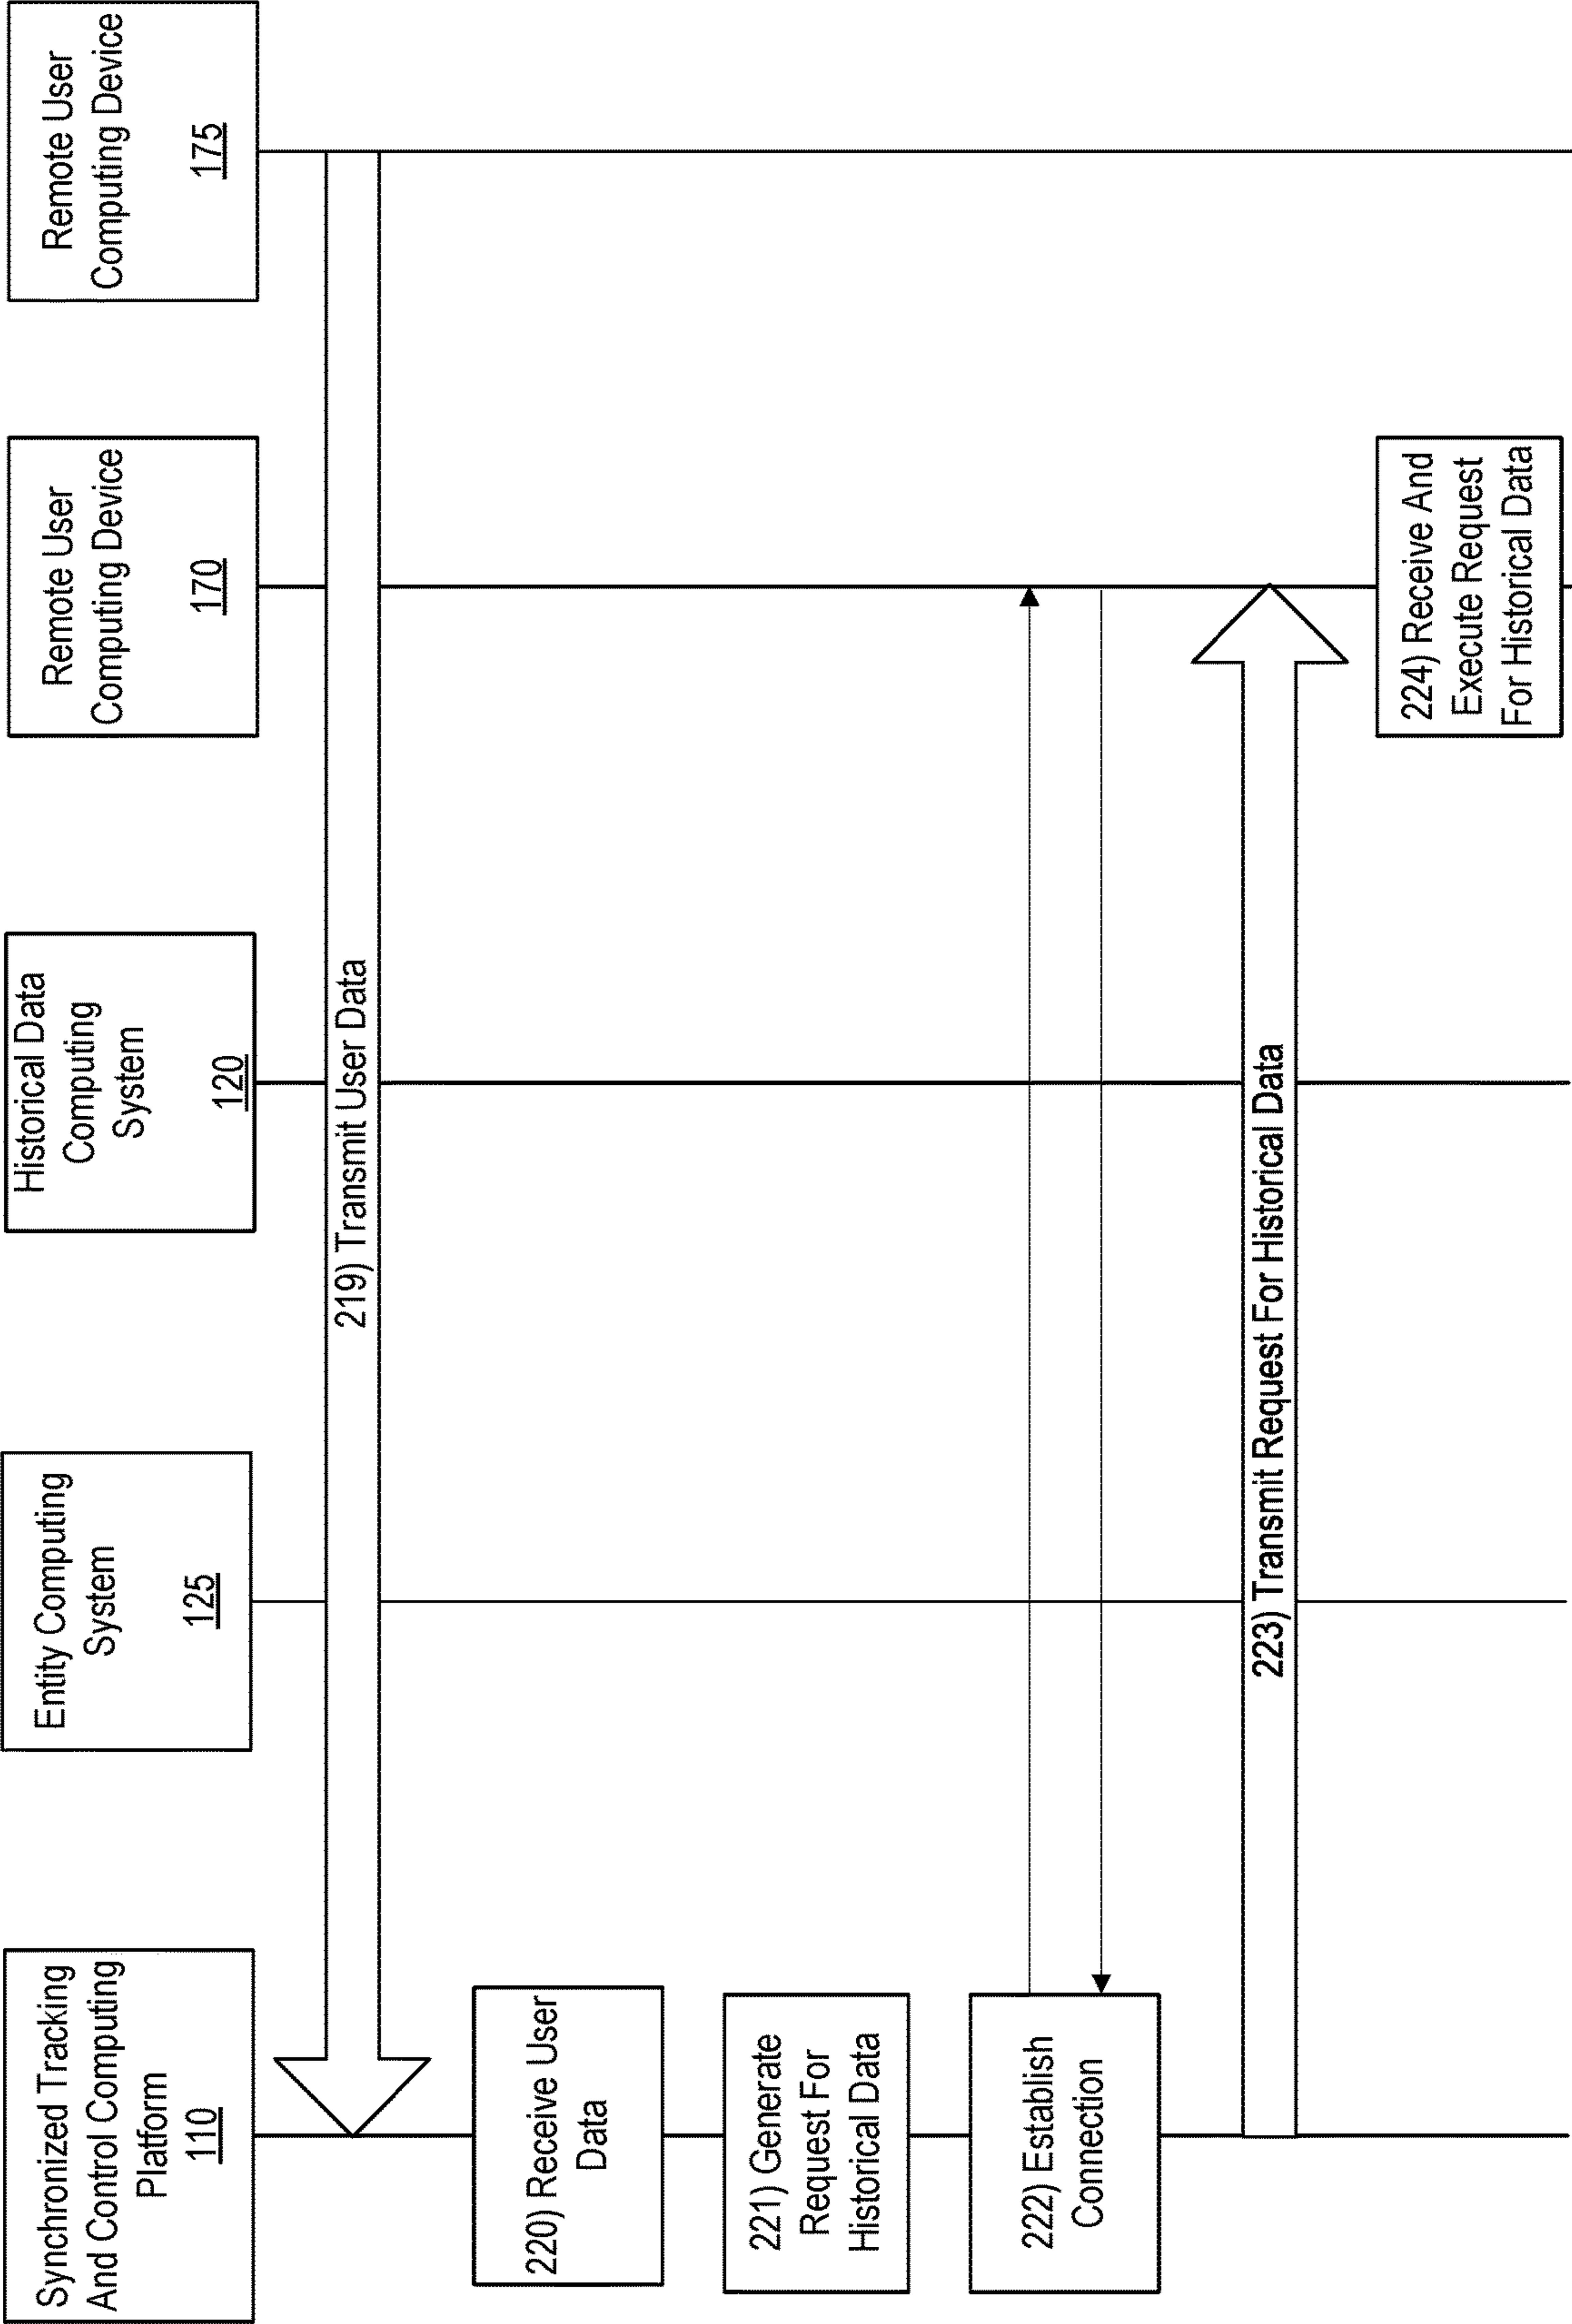 Synchronized Tracking
And Control Computing
Platform
110
Entity Computing
System
125
Historical Data
Computing
System
120
Remote User
Computing Device
170
Remote User
Computing Device
175
219) Transmit User Data
220) Receive User
Data
221) Generate
Request For
Historical Data
222) Establish
Connection
223) Transmit Request For Historical Data
224) Receive And
Execute Request
For Historical Data